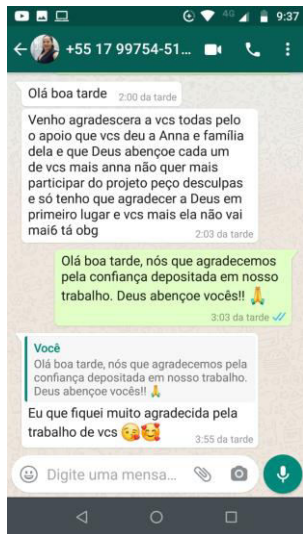 4G 9:37
+55 17 99754-51...
Olá boa tarde 2:00 da tarde
Venho agradescera a vcs todas pelo
o apoio que vcs deu a Anna e família
dela e que Deus abençoe cada um
de vcs mais anna não quer mais
participar do projeto peço desculpas
e só tenho que agradecer a Deus em
primeiro lugar e vcs mais ela não vai
mai6 tá obg
2:03 da tarde
Olá boa tarde, nós que agradecemos
pela confiança depositada em nosso
trabalho. Deus abençoe vocês!! 🙏
3:03 da tarde
Você
Olá boa tarde, nós que agradecemos pela
confiança depositada em nosso trabalho.
Deus abençoe vocês!! 🙏
Eu que fiquei muito agradecida pela
trabalho de vcs 😘🥰
3:55 da tarde
Digite uma mensa...